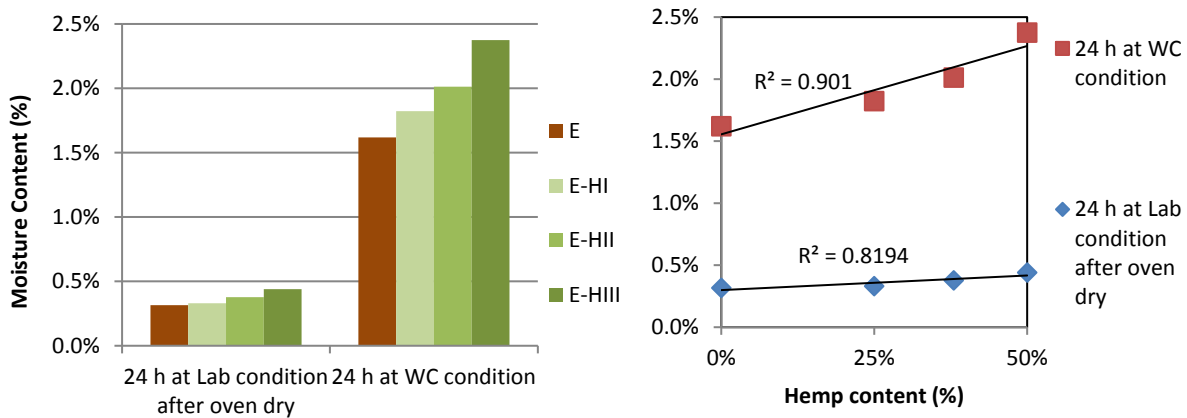 Moisture Content (%)
2.5%
2.0%
1.5%
1.0%
0.5%
0.0%
24 h at Lab condition
after oven dry
24 h at WC condition
E
E-HI
E-HII
E-HIII
2.5%
2.0%
1.5%
1.0%
0.5%
0.0%
R² = 0.901
R² = 0.8194
0%
25%
50%
Hemp content (%)
24 h at WC
condition
24 h at Lab
condition
after oven
dry